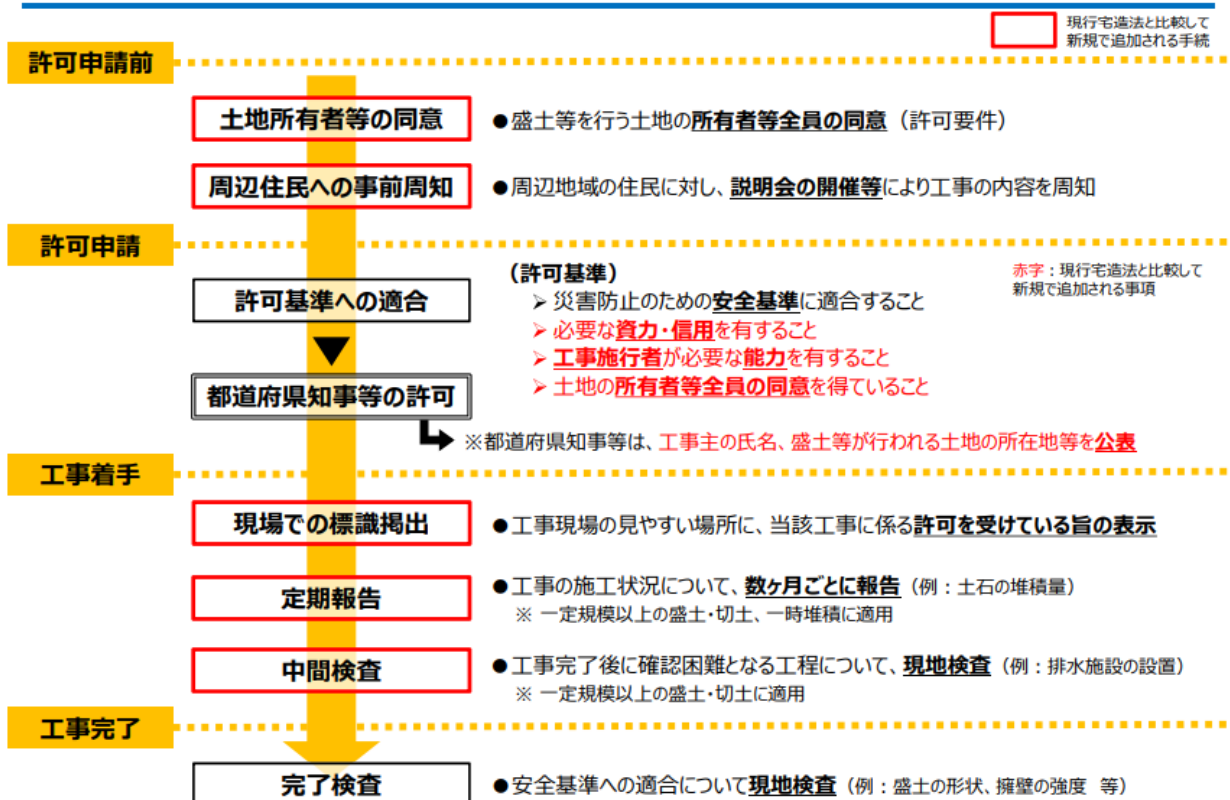 現行宅造法と比較して
新規で追加される手続
許可申請前
土地所有者等の同意
●盛土等を行う土地の所有者等全員の同意（許可要件）
周辺住民への事前周知
●周辺地域の住民に対し、説明会の開催等により工事の内容を周知
許可申請
許可基準への適合
（許可基準）
➢ 災害防止のための安全基準に適合すること
➢ 必要な資力・信用を有すること
➢ 工事施行者が必要な能力を有すること
➢ 土地の所有者等全員の同意を得ていること
赤字：現行宅造法と比較して
新規で追加される事項
都道府県知事等の許可
※都道府県知事等は、工事主の氏名、盛土等が行われる土地の所在地等を公表
工事着手
現場での標識掲出
●工事現場の見やすい場所に、当該工事に係る許可を受けている旨の表示
定期報告
●工事の施工状況について、数ヶ月ごとに報告（例：土石の堆積量）
※ 一定規模以上の盛土・切土、一時堆積に適用
中間検査
●工事完了後に確認困難となる工程について、現地検査（例：排水施設の設置）
※ 一定規模以上の盛土・切土に適用
工事完了
完了検査
●安全基準への適合について現地検査（例：盛土の形状、擁壁の強度 等）